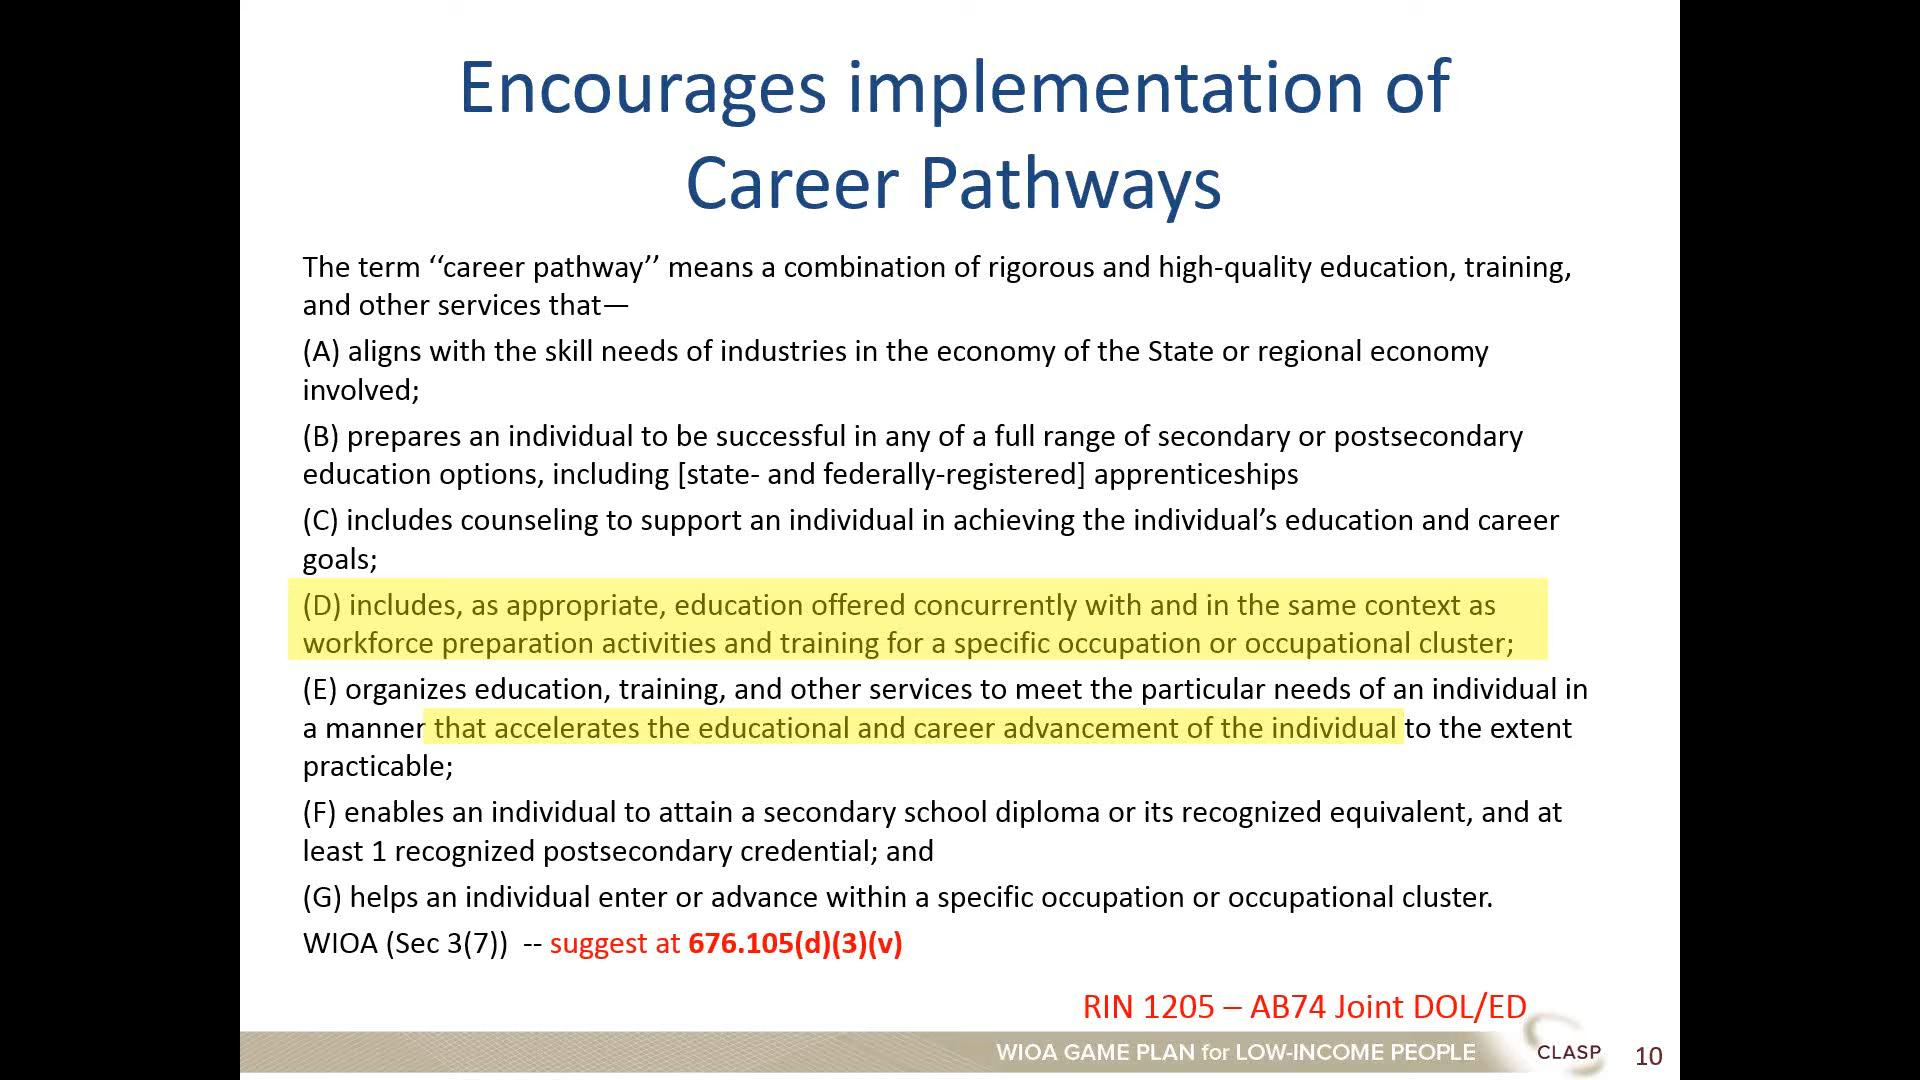 Encourages implementation of
Career Pathways
The term ‘‘career pathway’’ means a combination of rigorous and high-quality education, training,
and other services that—
(A) aligns with the skill needs of industries in the economy of the State or regional economy
involved;
(B) prepares an individual to be successful in any of a full range of secondary or postsecondary
education options, including [state- and federally-registered] apprenticeships
(C) includes counseling to support an individual in achieving the individual’s education and career
goals;
(D) includes, as appropriate, education offered concurrently with and in the same context as
workforce preparation activities and training for a specific occupation or occupational cluster;
(E) organizes education, training, and other services to meet the particular needs of an individual in
a manner that accelerates the educational and career advancement of the individual to the extent
practicable;
(F) enables an individual to attain a secondary school diploma or its recognized equivalent, and at
least 1 recognized postsecondary credential; and
(G) helps an individual enter or advance within a specific occupation or occupational cluster.
WIOA (Sec 3(7)) -- suggest at 676.105(d)(3)(v)
RIN 1205 – AB74 Joint DOL/ED
WIOA GAME PLAN for LOW-INCOME PEOPLE
CLASP
10